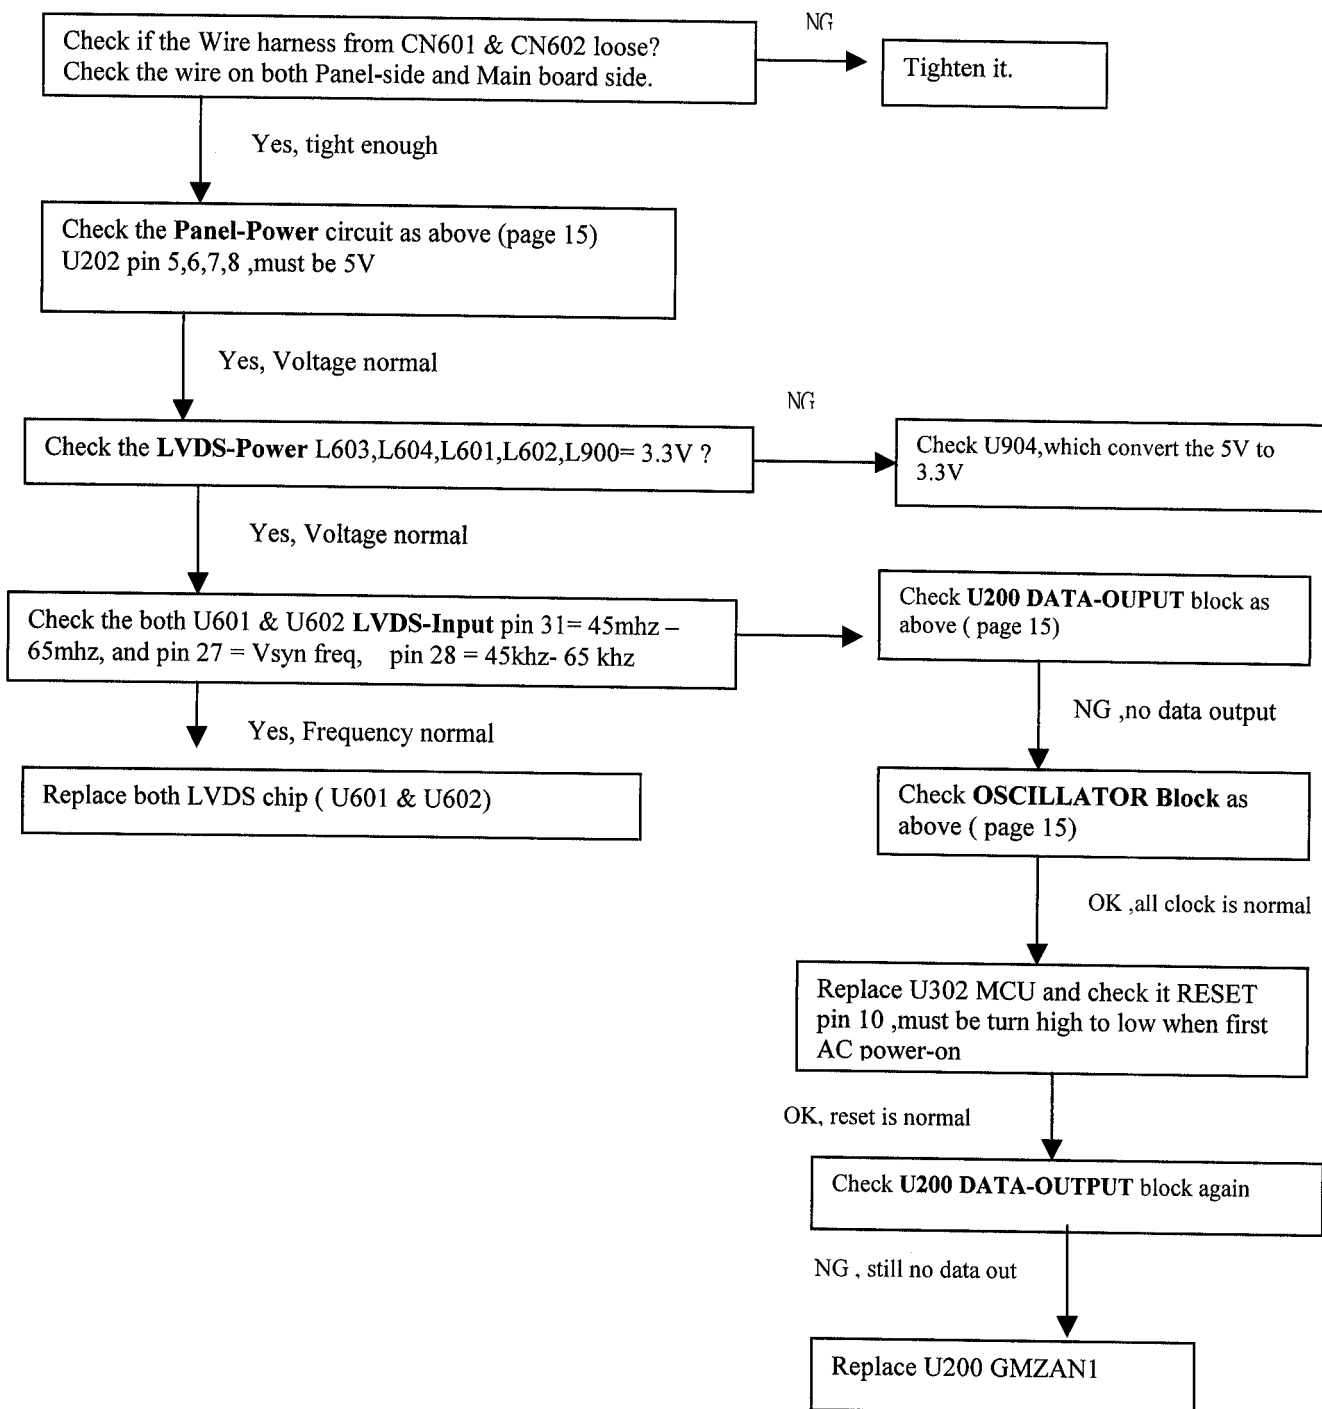 NG
Check if the Wire harness from CN601 & CN602 loose?
Check the wire on both Panel-side and Main board side.
Tighten it.
Yes, tight enough
Check the Panel-Power circuit as above (page 15)
U202 pin 5,6,7,8 ,must be 5V
Yes, Voltage normal
NG
Check the LVDS-Power L603,L604,L601,L602,L900= 3.3V ?
Check U904,which convert the 5V to
3.3V
Yes, Voltage normal
Check the both U601 & U602 LVDS-Input pin 31= 45mhz –
65mhz, and pin 27 = Vsyn freq, pin 28 = 45khz- 65 khz
Check U200 DATA-OUPUT block as
above ( page 15)
Yes, Frequency normal
NG ,no data output
Replace both LVDS chip ( U601 & U602)
Check OSCILLATOR Block as
above ( page 15)
OK ,all clock is normal
Replace U302 MCU and check it RESET
pin 10 ,must be turn high to low when first
AC power-on
OK, reset is normal
Check U200 DATA-OUTPUT block again
NG , still no data out
Replace U200 GMZAN1